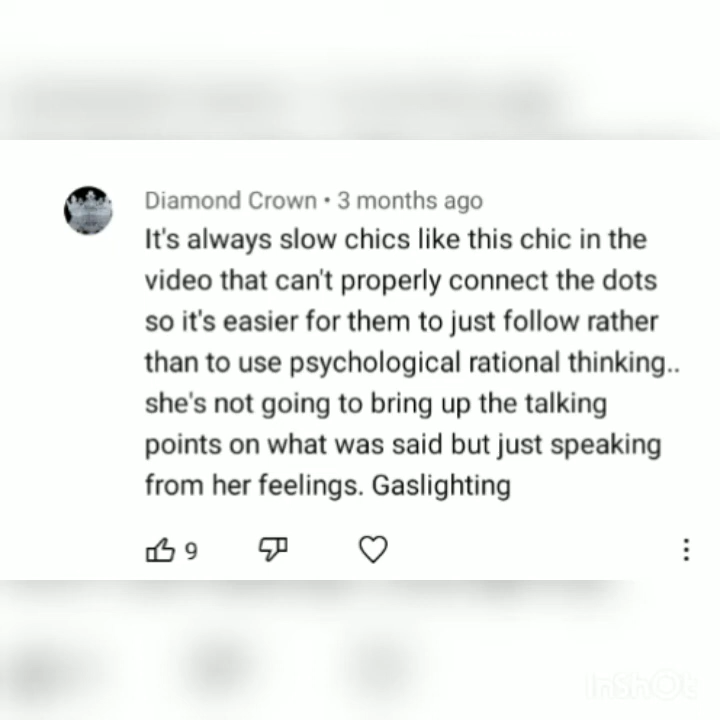 Diamond Crown • 3 months ago
It's always slow chics like this chic in the
video that can't properly connect the dots
so it's easier for them to just follow rather
than to use psychological rational thinking..
she's not going to bring up the talking
points on what was said but just speaking
from her feelings. Gaslighting
9
InShOt